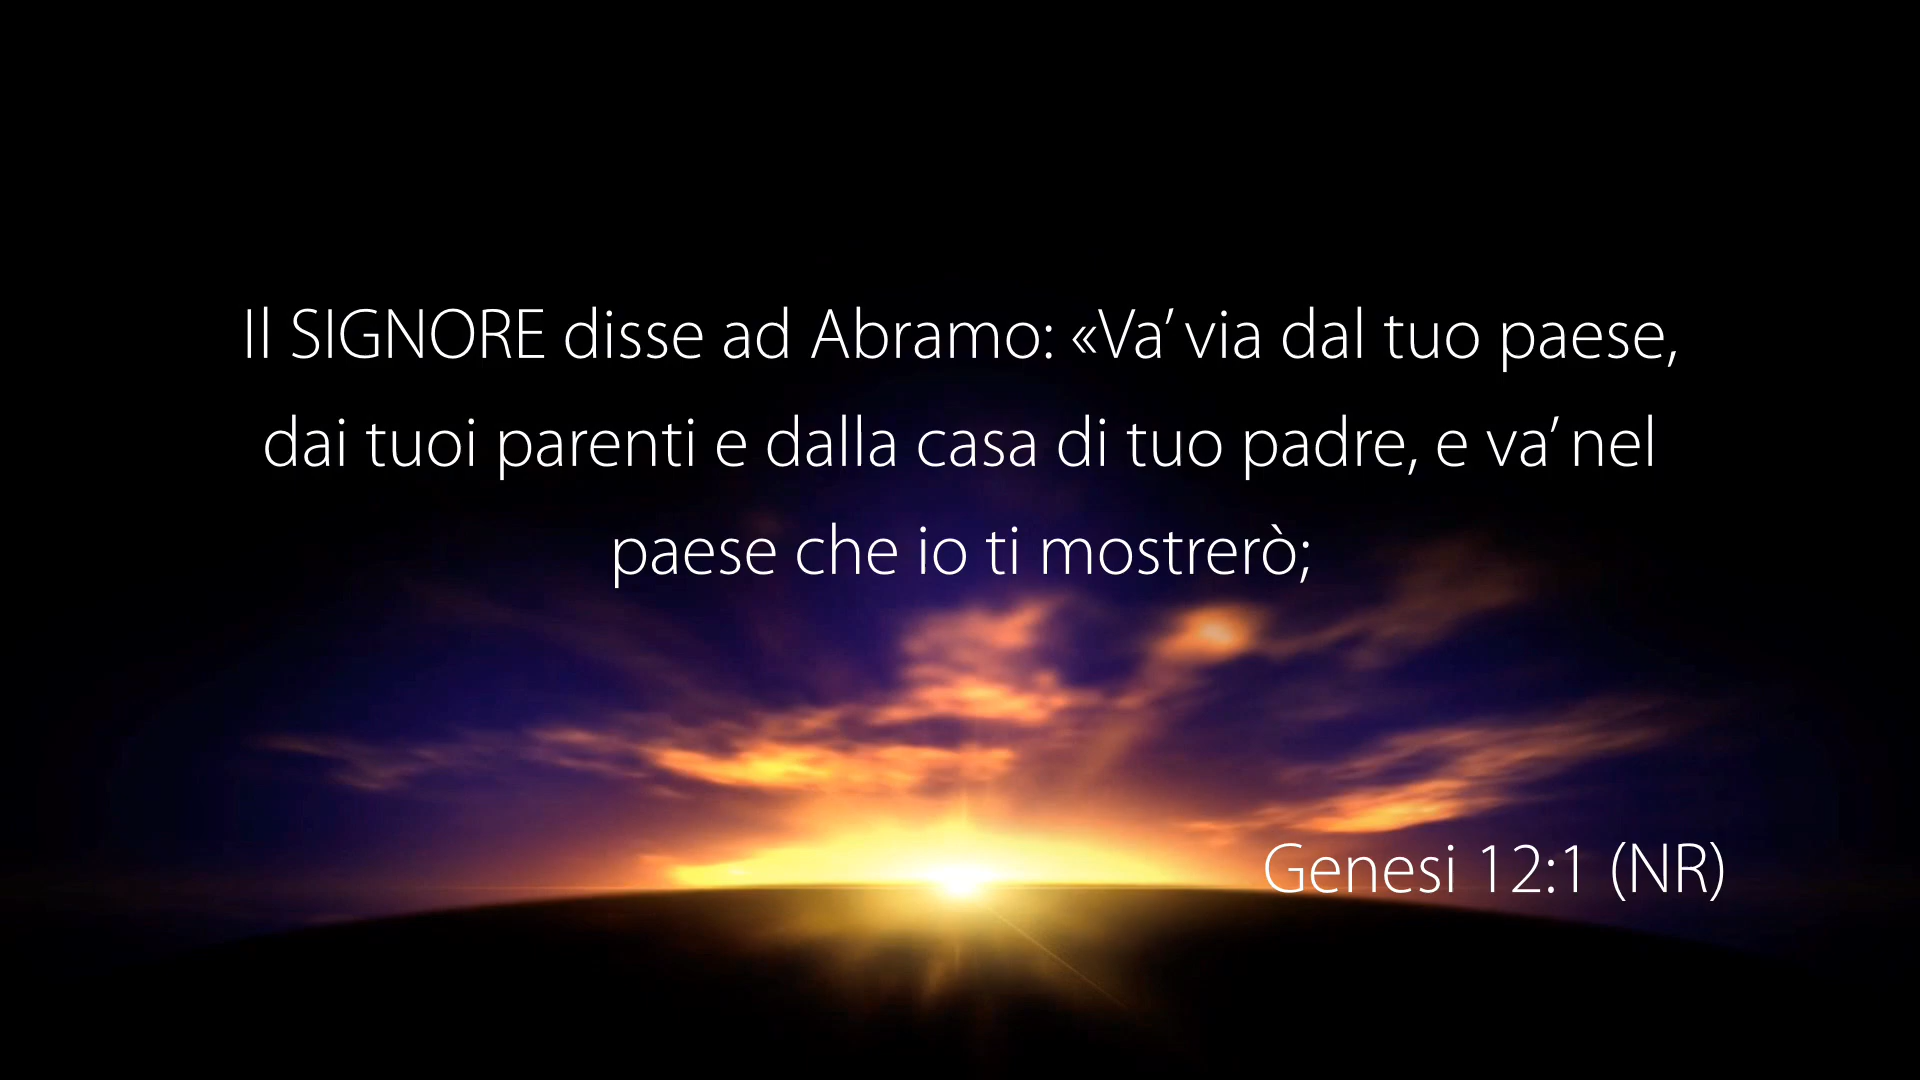 Il SIGNORE disse ad Abramo: «Va’ via dal tuo paese,
dai tuoi parenti e dalla casa di tuo padre, e va’ nel
paese che io ti mostrerò;
Genesi 12:1 (NR)